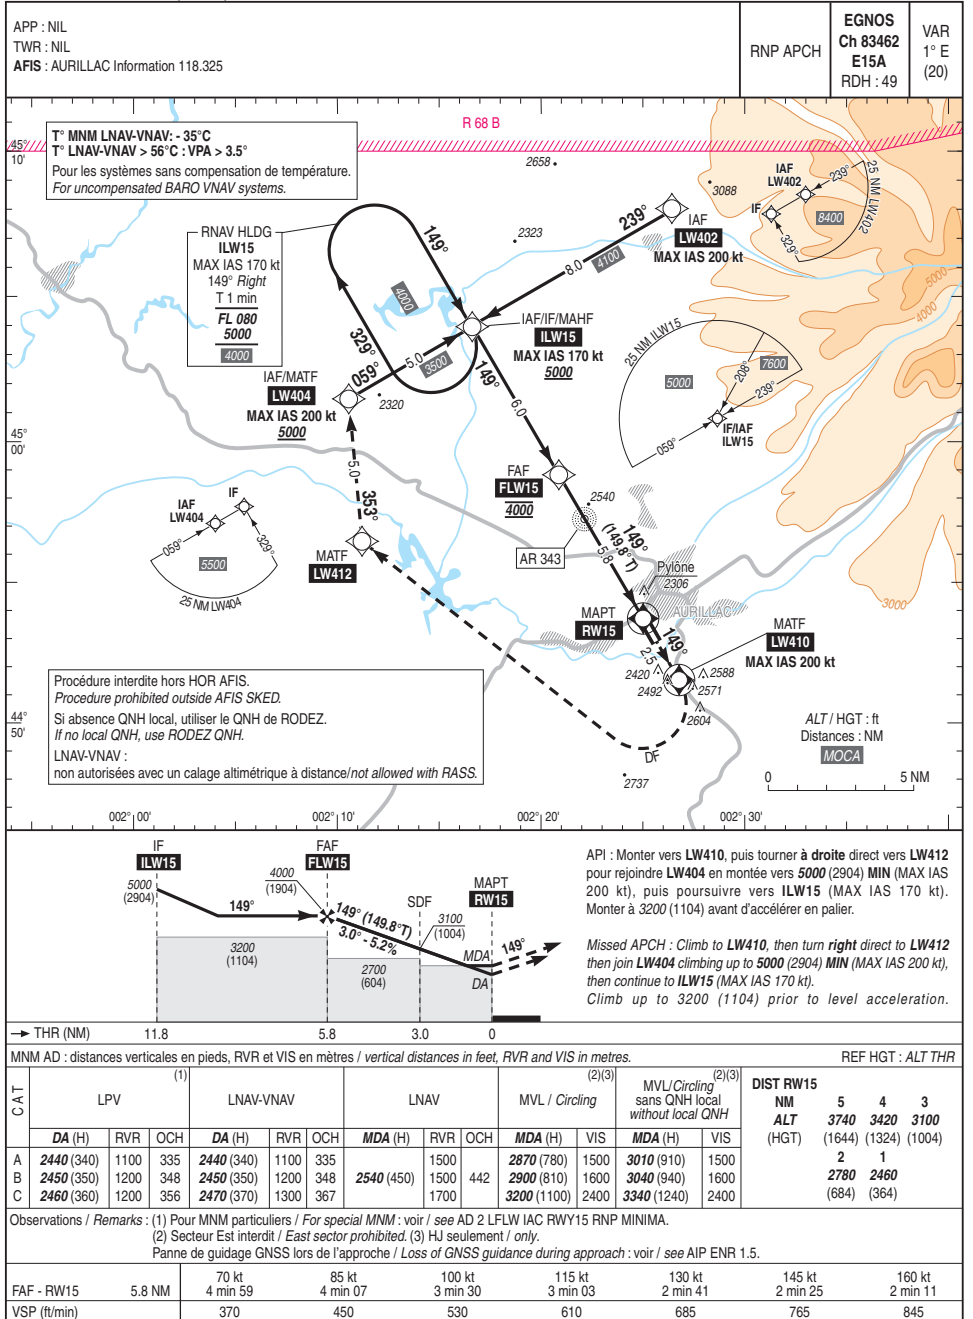 APP : NIL
TWR : NIL
AFIS : AURILLAC Information 118.325
RNP APCH
EGNOS
Ch 83462
E15A
RDH : 49
VAR
1° E
(20)
R 68 B
45°
10'
T° MNM LNAV-VNAV: - 35°C
T° LNAV-VNAV > 56°C : VPA > 3.5°
Pour les systèmes sans compensation de température.
For uncompensated BARO VNAV systems.
2658
3088
2323
IAF
LW402
IF
239°
329°
8400
25 NM LW402
RNAV HLDG
ILW15
MAX IAS 170 kt
149° Right
T 1 min
FL 080
5000
4000
149°
239°
IAF
LW402
MAX IAS 200 kt
8.0
4100
4000
329°
5000
4000
IAF/IF/MAHF
ILW15
MAX IAS 170 kt
5000
25 NM ILW15
5000
7600
208°
239°
059°
IF/IAF
ILW15
5.0
3500
059°
149°
IAF/MATF
LW404
MAX IAS 200 kt
5000
2320
6.0
45°
00'
FAF
FLW15
4000
2540
5.0
353°
IAF
LW404
IF
059°
329°
5500
25 NM LW404
MATF
LW412
AR 343
5.8
149°
(149.8°T)
Pylône
2306
AURILLAC
3000
MAPT
RW15
149°
2.5
MATF
LW410
MAX IAS 200 kt
2420
2492
2588
2571
2604
DF
2737
Procédure interdite hors HOR AFIS.
Procedure prohibited outside AFIS SKED.
Si absence QNH local, utiliser le QNH de RODEZ.
If no local QNH, use RODEZ QNH.
LNAV-VNAV :
non autorisées avec un calage altimétrique à distance/not allowed with RASS.
44°
50'
ALT / HGT : ft
Distances : NM
MOCA
0 5 NM
002° 00' 002° 10' 002° 20' 002° 30'
IF
ILW15
5000
(2904)
149°
FAF
FLW15
4000
(1904)
149° (149.8°T)
3.0° - 5.2%
SDF
3100
(1004)
MAPT
RW15
MDA
DA
149°
3200
(1104)
2700
(604)
THR (NM) 11.8 5.8 3.0 0
API : Monter vers LW410, puis tourner à droite direct vers LW412
pour rejoindre LW404 en montée vers 5000 (2904) MIN (MAX IAS
200 kt), puis poursuivre vers ILW15 (MAX IAS 170 kt).
Monter à 3200 (1104) avant d'accélérer en palier.
Missed APCH : Climb to LW410, then turn right direct to LW412
then join LW404 climbing up to 5000 (2904) MIN (MAX IAS 200 kt),
then continue to ILW15 (MAX IAS 170 kt).
Climb up to 3200 (1104) prior to level acceleration.
MNM AD : distances verticales en pieds, RVR et VIS en mètres / vertical distances in feet, RVR and VIS in metres. REF HGT : ALT THR
CAT
LPV (1)
LNAV-VNAV
LNAV
MVL / Circling (2)(3)
MVL/Circling (2)(3)
sans QNH local
without local QNH
DA (H) RVR OCH DA (H) RVR OCH MDA (H) RVR OCH MDA (H) VIS MDA (H) VIS
A 2440 (340) 1100 335 2440 (340) 1100 335 1500 2870 (780) 1500 3010 (910) 1500
B 2450 (350) 1200 348 2450 (350) 1200 348 2540 (450) 1500 442 2900 (810) 1600 3040 (940) 1600
C 2460 (360) 1200 356 2470 (370) 1300 367 1700 3200 (1100) 2400 3340 (1240) 2400
DIST RW15
NM 5 4 3
ALT 3740 3420 3100
(HGT) (1644) (1324) (1004)
2 1
2780 2460
(684) (364)
Observations / Remarks : (1) Pour MNM particuliers / For special MNM : voir / see AD 2 LFLW IAC RWY15 RNP MINIMA.
(2) Secteur Est interdit / East sector prohibited. (3) HJ seulement / only.
Panne de guidage GNSS lors de l'approche / Loss of GNSS guidance during approach : voir / see AIP ENR 1.5.
70 kt 85 kt 100 kt 115 kt 130 kt 145 kt 160 kt
FAF - RW15 5.8 NM 4 min 59 4 min 07 3 min 30 3 min 03 2 min 41 2 min 25 2 min 11
VSP (ft/min) 370 450 530 610 685 765 845